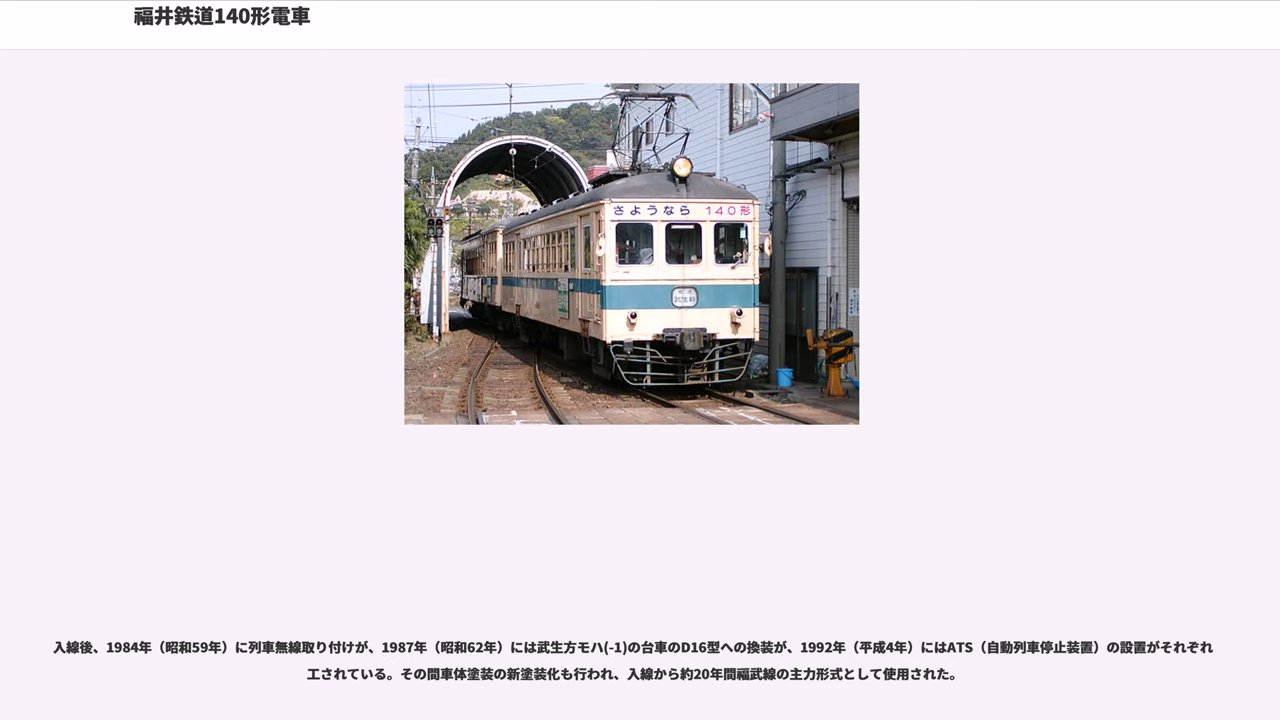 福井鉄道140形電車
さようなら 140形
武生新
入線後、1984年（昭和59年）に列車無線取り付けが、1987年（昭和62年）には武生方モハ(-1)の台車のD16型への換装が、1992年（平成4年）にはATS（自動列車停止装置）の設置がそれぞれ
工されている。その間車体塗装の新塗装化も行われ、入線から約20年間福武線の主力形式として使用された。